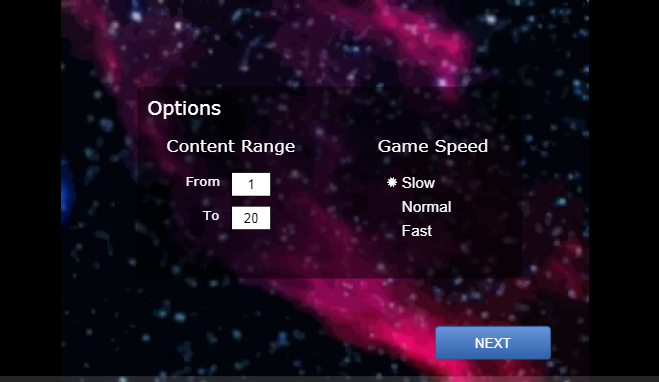 Options
Content Range
Game Speed
From 1
To 20
✹ Slow
Normal
Fast
NEXT